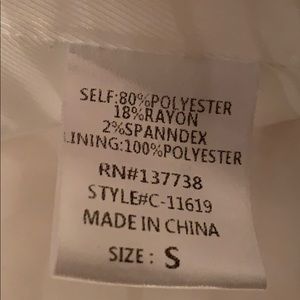 SELF:80%POLYESTER
18%RAYON
2%SPANNDEX
LINING:100%POLYESTER
RN#137738
STYLE#C-11619
MADE IN CHINA
SIZE: S